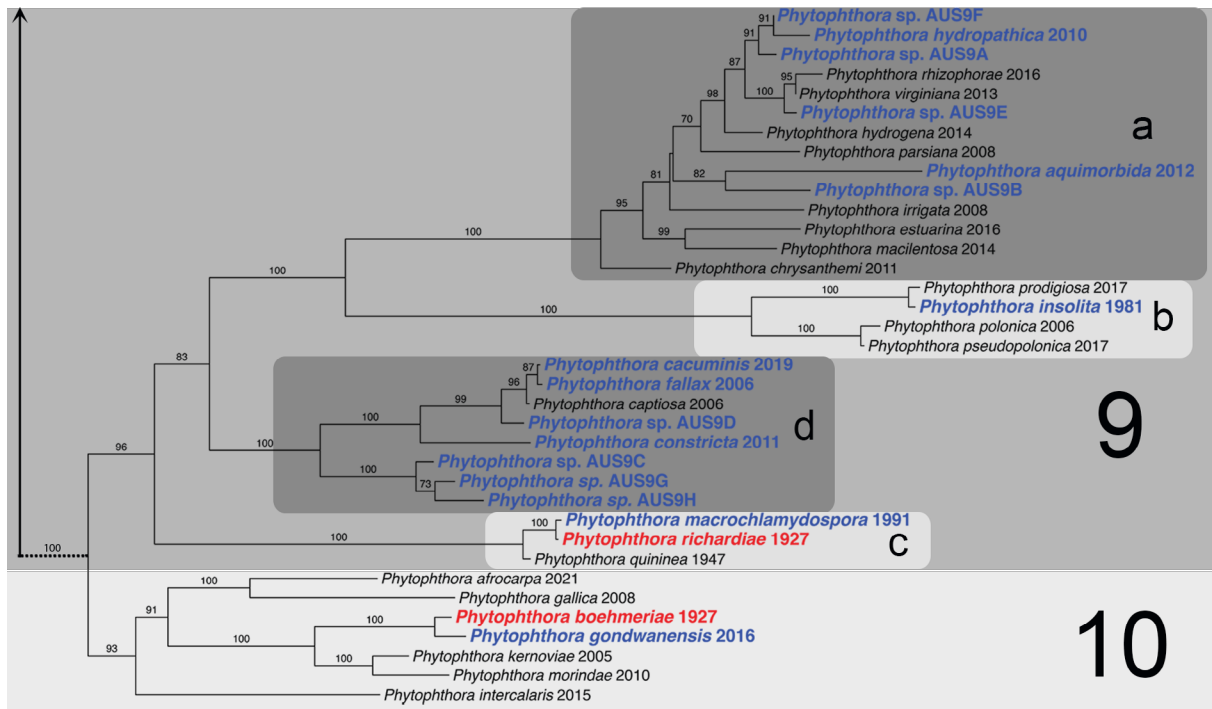 91 Phytophthora sp. AUS9F
91 Phytophthora hydropathica 2010
Phytophthora sp. AUS9A
87 95 Phytophthora rhizophorae 2016
98 100 Phytophthora virginiana 2013
Phytophthora sp. AUS9E
70 Phytophthora hydrogena 2014
a
Phytophthora parsiana 2008
81 82 Phytophthora aquimorbida 2012
Phytophthora sp. AUS9B
95 Phytophthora irrigata 2008
99 Phytophthora estuarina 2016
100 Phytophthora macilentosa 2014
Phytophthora chrysanthemi 2011
100
100 Phytophthora prodigiosa 2017
100 Phytophthora insolita 1981
b
100 Phytophthora polonica 2006
Phytophthora pseudopolonica 2017
83
87 Phytophthora cacuminis 2019
96 Phytophthora fallax 2006
99 Phytophthora captiosa 2006
100 Phytophthora sp. AUS9D
d
9
100 Phytophthora constricta 2011
96
100 Phytophthora sp. AUS9C
73 Phytophthora sp. AUS9G
Phytophthora sp. AUS9H
100 Phytophthora macrochlamydospora 1991
100 Phytophthora richardiae 1927
c
100 Phytophthora quininea 1947
100 Phytophthora afrocarpa 2021
Phytophthora gallica 2008
91 100 Phytophthora boehmeriae 1927
Phytophthora gondwanensis 2016
10
93 100 Phytophthora kernoviae 2005
100 Phytophthora morindae 2010
Phytophthora intercalaris 2015